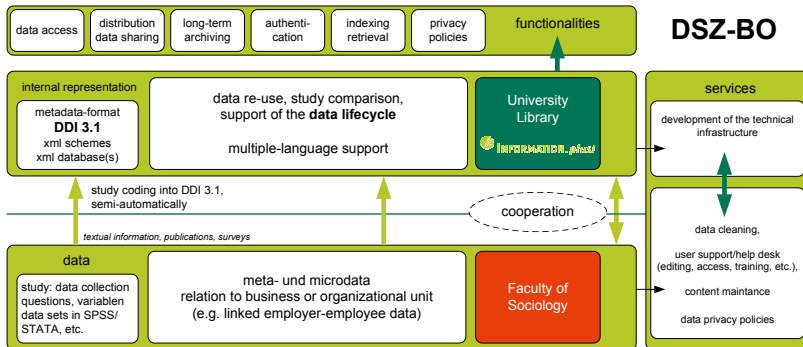 data access
distribution
data sharing
long-term
archiving
authenti-
cation
indexing
retrieval
privacy
policies
functionalities
DSZ-BO
internal representation
metadata-format
DDI 3.1
xml schemes
xml database(s)
data re-use, study comparison,
support of the data lifecycle
multiple-language support
University
Library
INFORMATION.plus!
services
development of the technical
infrastructure
study coding into DDI 3.1,
semi-automatically
cooperation
textual information, publications, surveys
data
study: data collection
questions, variablen
data sets in SPSS/
STATA, etc.
meta- und microdata
relation to business or organizational unit
(e.g. linked employer-employee data)
Faculty of
Sociology
data cleaning,
user support/help desk
(editing, access, training, etc.),
content maintance
data privacy policies